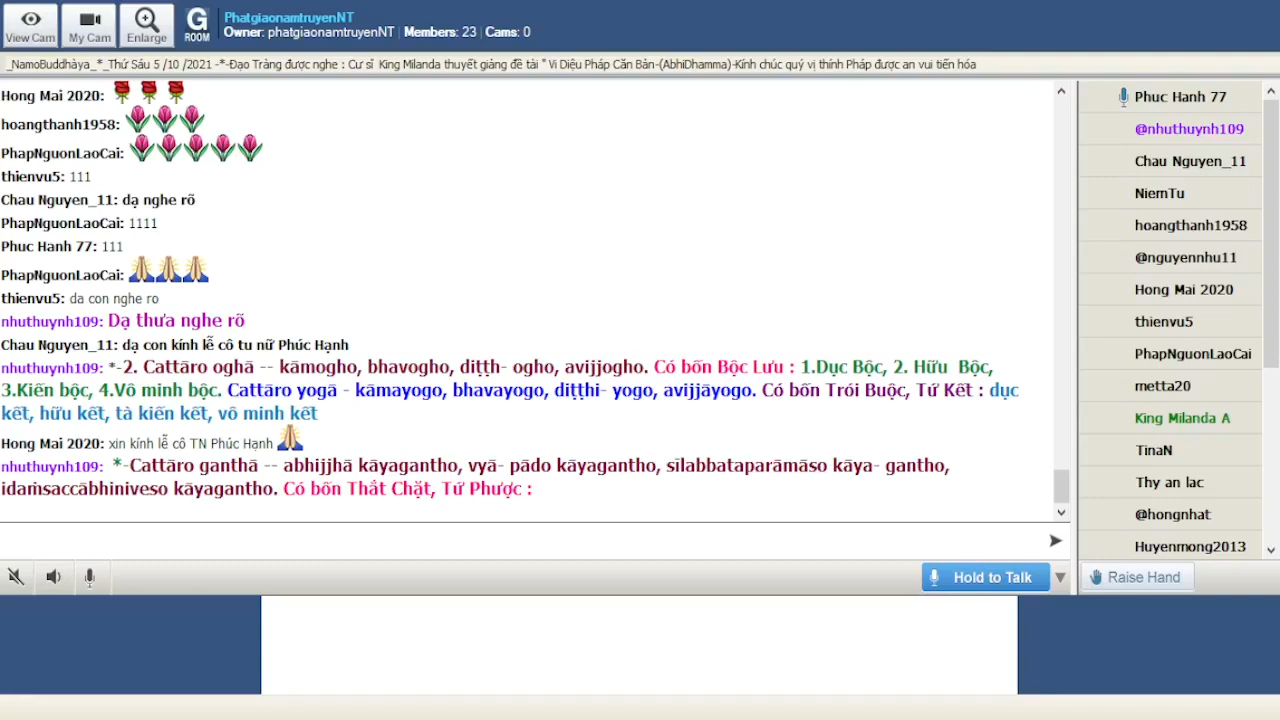 View Cam
My Cam
Enlarge
G
ROOM
PhatgiaonamtruyenNT
Owner: phatgiaonamtruyenNT | Members: 23 | Cams: 0
_NamoBuddhàya_*_Thứ Sáu 5 /10 /2021 -*-Đạo Tràng được nghe : Cư sĩ King Milanda thuyết giảng đề tài " Vi Diệu Pháp Căn Bản-(AbhiDhamma)-Kính chúc quý vị thính Pháp được an vui tiến hóa
Hong Mai 2020:
hoangthanh1958:
PhapNguonLaoCai:
thienvu5: 111
Chau Nguyen_11: dạ nghe rõ
PhapNguonLaoCai: 1111
Phuc Hanh 77: 111
PhapNguonLaoCai:
thienvu5: da con nghe ro
nhuthuynh109: Dạ thưa nghe rõ
Chau Nguyen_11: dạ con kính lễ cô tu nữ Phúc Hạnh
nhuthuynh109: *-2. Cattāro oghā -- kāmogho, bhavogho, diṭṭh- ogho, avijjogho. Có bốn Bộc Lưu : 1.Dục Bộc, 2. Hữu Bộc,
3.Kiến bộc, 4.Vô minh bộc. Cattāro yogā - kāmayogo, bhavayogo, diṭṭhi- yogo, avijjāyogo. Có bốn Trói Buộc, Tứ Kết : dục
kết, hữu kết, tà kiến kết, vô minh kết
Hong Mai 2020: xin kính lễ cô TN Phúc Hạnh
nhuthuynh109: *-Cattāro ganthā -- abhijjhā kāyagantho, vyā- pādo kāyagantho, sīlabbataparāmāso kāya- gantho,
idaṁsaccābhiniveso kāyagantho. Có bốn Thắt Chặt, Tứ Phược :
Phuc Hanh 77
@nhuthuynh109
Chau Nguyen_11
NiemTu
hoangthanh1958
@nguyennhu11
Hong Mai 2020
thienvu5
PhapNguonLaoCai
metta20
King Milanda A
TinaN
Thy an lac
@hongnhat
Huyenmong2013
Hold to Talk
Raise Hand